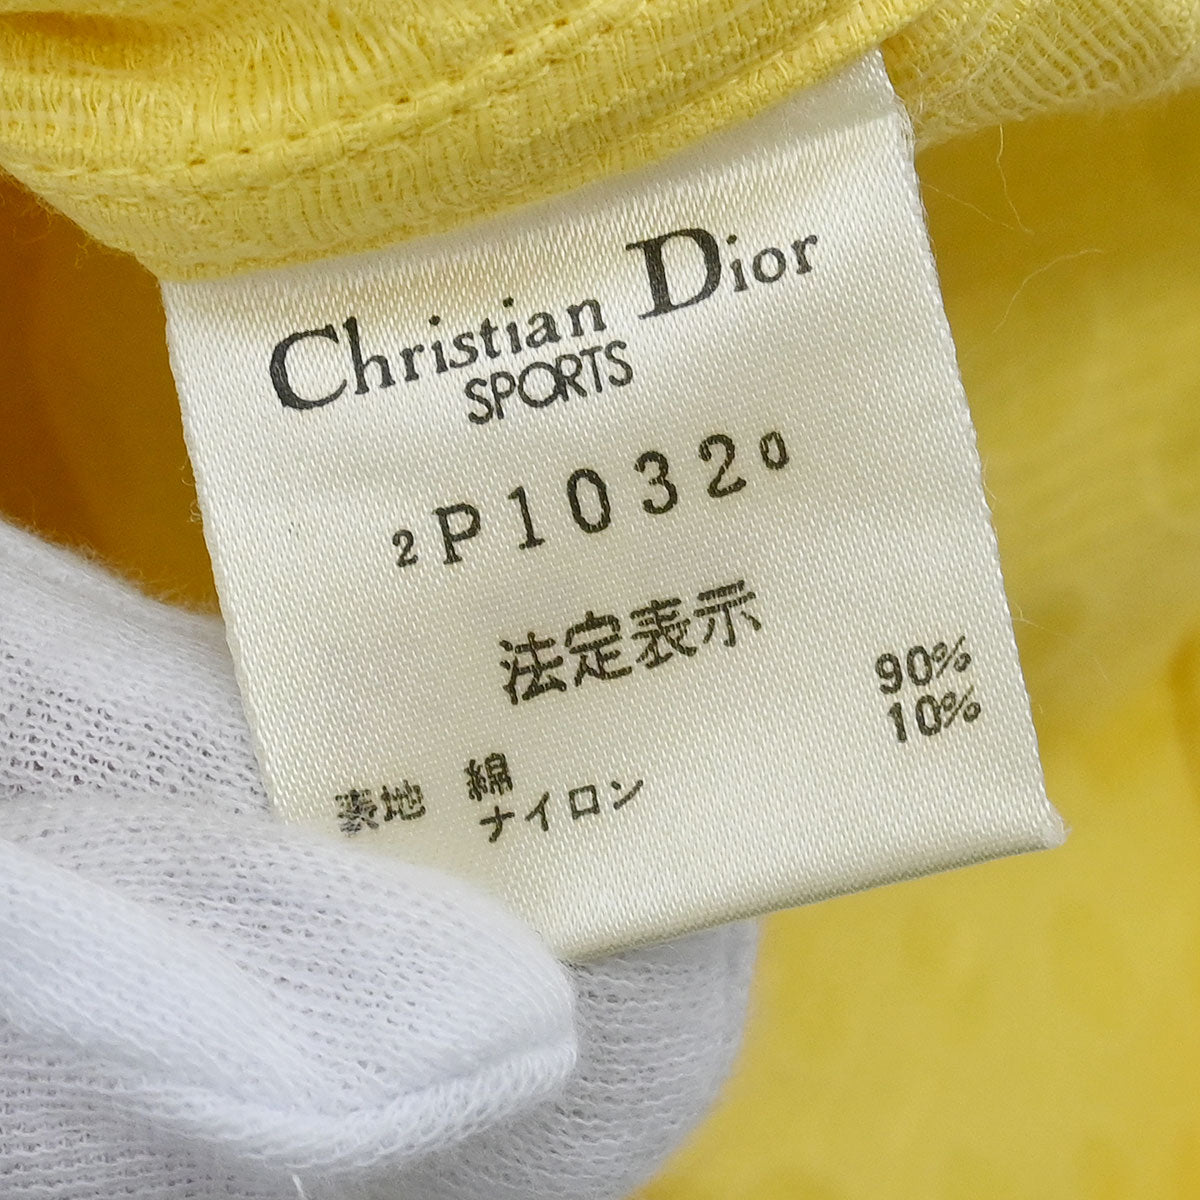 Christian Dior
SPORTS
2P10320
法定表示
表地 綿 90%
ナイロン 10%